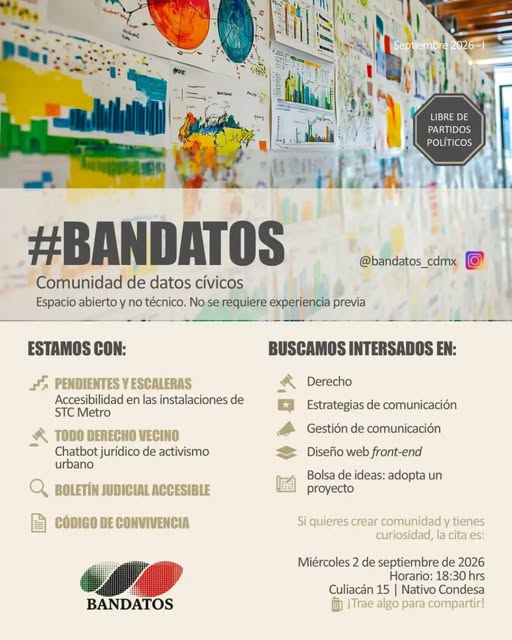 Septiembre 2026 - I
LIBRE DE
PARTIDOS
POLÍTICOS
#BANDATOS
@bandatos_cdmx
Comunidad de datos cívicos
Espacio abierto y no técnico. No se requiere experiencia previa
ESTAMOS CON:
PENDIENTES Y ESCALERAS
Accesibilidad en las instalaciones de
STC Metro
TODO DERECHO VECINO
Chatbot jurídico de activismo
urbano
BOLETÍN JUDICIAL ACCESIBLE
CÓDIGO DE CONVIVENCIA
BANDATOS
BUSCAMOS INTERSADOS EN:
Derecho
Estrategias de comunicación
Gestión de comunicación
Diseño web front-end
Bolsa de ideas: adopta un
proyecto
Si quieres crear comunidad y tienes
curiosidad, la cita es:
Miércoles 2 de septiembre de 2026
Horario: 18:30 hrs
Culiacán 15 | Nativo Condesa
¡Trae algo para compartir!